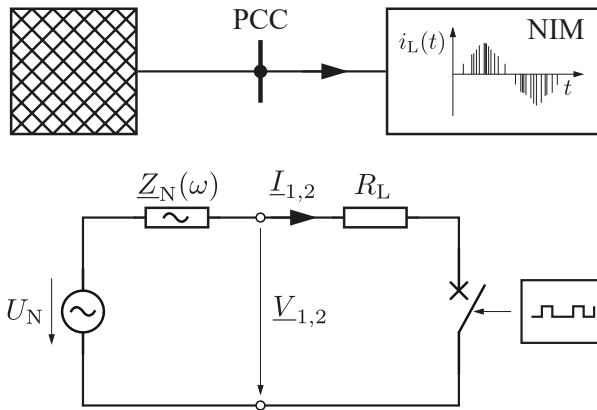 PCC
NIM
i_L(t)
t
Z_N(ω)
I_1,2
R_L
U_N
V_1,2